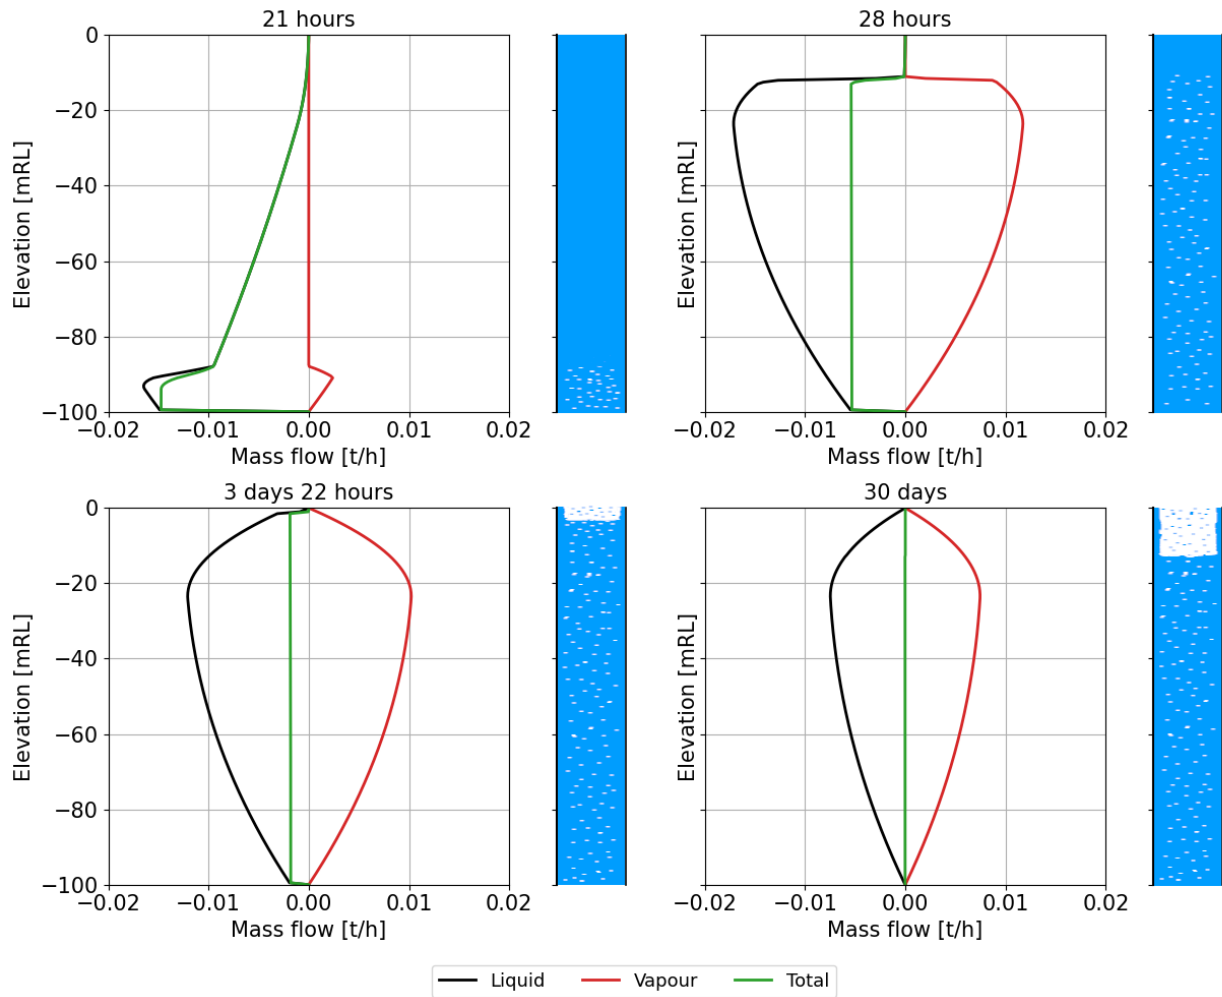 21 hours
0
−20
−40
−60
−80
−100
Elevation [mRL]
−0.02 −0.01 0.00 0.01 0.02
Mass flow [t/h]
28 hours
0
−20
−40
−60
−80
−100
Elevation [mRL]
−0.02 −0.01 0.00 0.01 0.02
Mass flow [t/h]
3 days 22 hours
0
−20
−40
−60
−80
−100
Elevation [mRL]
−0.02 −0.01 0.00 0.01 0.02
Mass flow [t/h]
30 days
0
−20
−40
−60
−80
−100
Elevation [mRL]
−0.02 −0.01 0.00 0.01 0.02
Mass flow [t/h]
Liquid Vapour Total